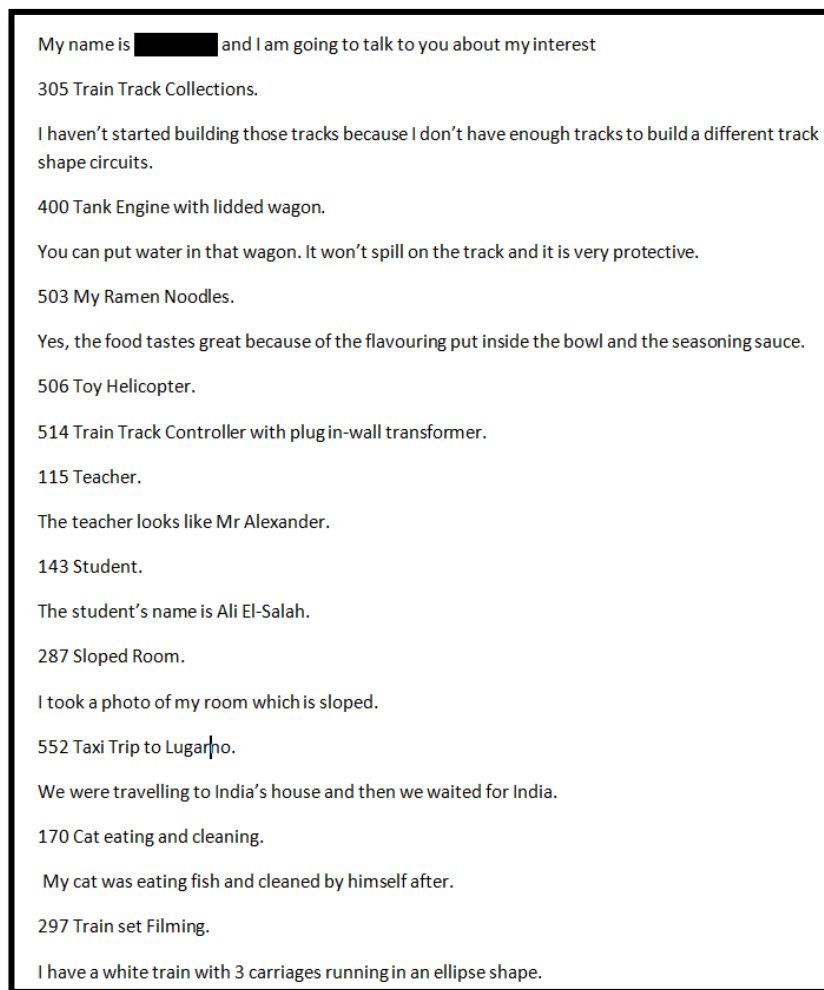 My name is and I am going to talk to you about my interest
305 Train Track Collections.
I haven’t started building those tracks because I don’t have enough tracks to build a different track
shape circuits.
400 Tank Engine with lidded wagon.
You can put water in that wagon. It won’t spill on the track and it is very protective.
503 My Ramen Noodles.
Yes, the food tastes great because of the flavouring put inside the bowl and the seasoning sauce.
506 Toy Helicopter.
514 Train Track Controller with plug in-wall transformer.
115 Teacher.
The teacher looks like Mr Alexander.
143 Student.
The student’s name is Ali El-Salah.
287 Sloped Room.
I took a photo of my room which is sloped.
552 Taxi Trip to Lugarno.
We were travelling to India’s house and then we waited for India.
170 Cat eating and cleaning.
My cat was eating fish and cleaned by himself after.
297 Train set Filming.
I have a white train with 3 carriages running in an ellipse shape.